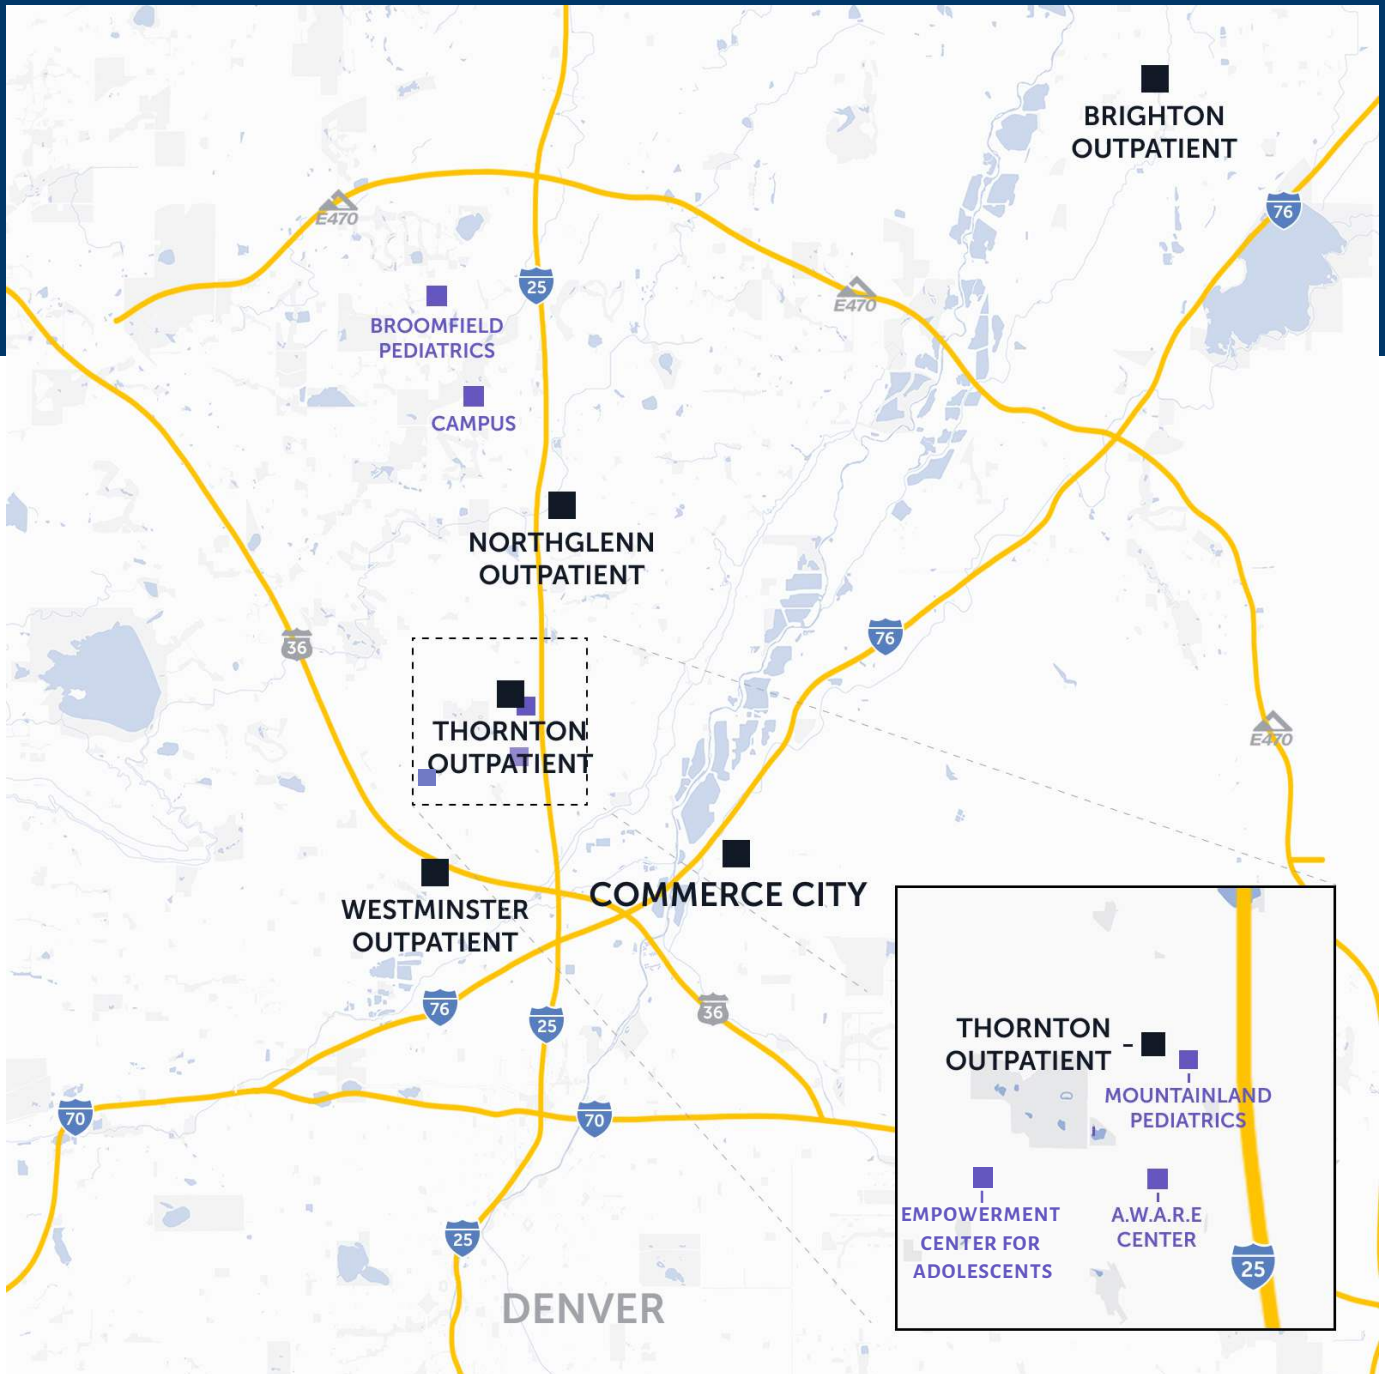 BRIGHTON
OUTPATIENT
76
E470
25
E470
BROOMFIELD
PEDIATRICS
CAMPUS
NORTHGLENN
OUTPATIENT
36
76
THORNTON
OUTPATIENT
E470
COMMERCE CITY
WESTMINSTER
OUTPATIENT
76
25
36
70
70
25
DENVER
THORNTON
OUTPATIENT
MOUNTAINLAND
PEDIATRICS
EMPOWERMENT
CENTER FOR
ADOLESCENTS
A.W.A.R.E
CENTER
25